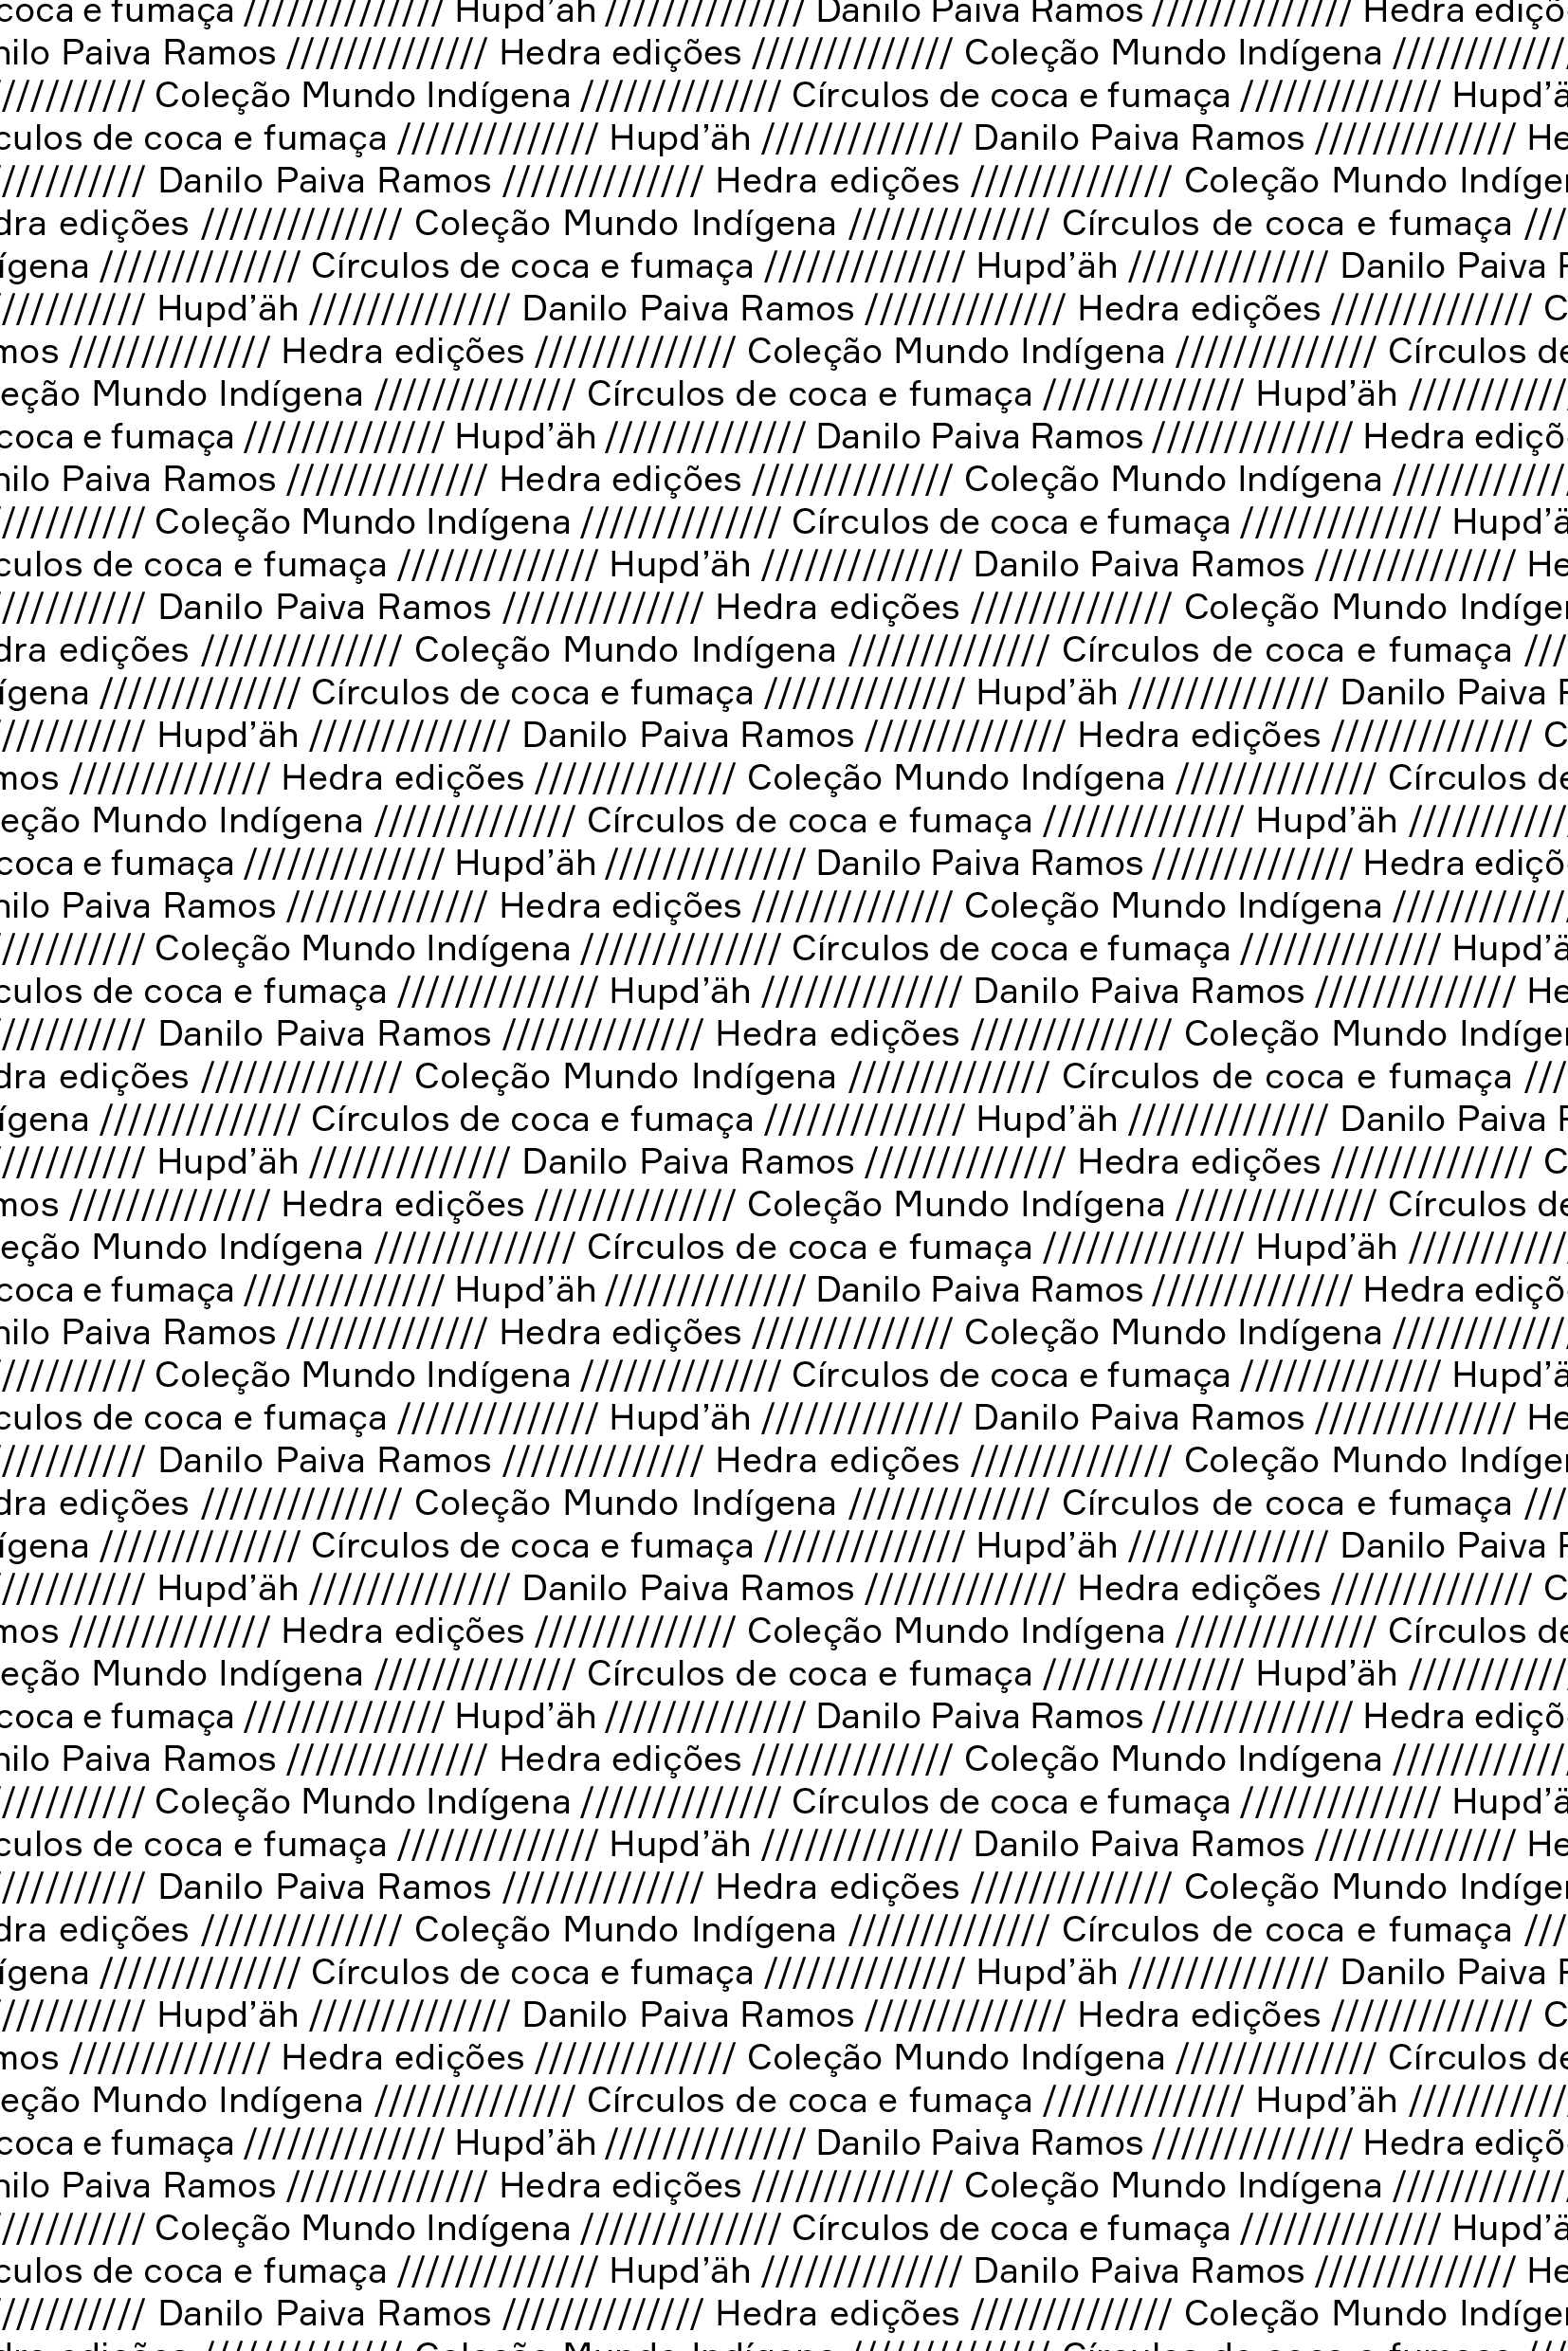 coca e fumaça ////////////// Hupd’äh ////////////// Danilo Paiva Ramos ////////////// Hedra ediçõ
nilo Paiva Ramos ////////////// Hedra edições ////////////// Coleção Mundo Indígena /////////////
/////////// Coleção Mundo Indígena ////////////// Círculos de coca e fumaça ////////////// Hupd’ä
culos de coca e fumaça ////////////// Hupd’äh ////////////// Danilo Paiva Ramos ////////////// He
/////////// Danilo Paiva Ramos ////////////// Hedra edições ////////////// Coleção Mundo Indíge
dra edições ////////////// Coleção Mundo Indígena ////////////// Círculos de coca e fumaça ///
ígena ////////////// Círculos de coca e fumaça ////////////// Hupd’äh ////////////// Danilo Paiva
/////////// Hupd’äh ////////////// Danilo Paiva Ramos ////////////// Hedra edições ////////////// C
mos ////////////// Hedra edições ////////////// Coleção Mundo Indígena ////////////// Círculos de
eção Mundo Indígena ////////////// Círculos de coca e fumaça ////////////// Hupd’äh ///////////
coca e fumaça ////////////// Hupd’äh ////////////// Danilo Paiva Ramos ////////////// Hedra ediçõ
nilo Paiva Ramos ////////////// Hedra edições ////////////// Coleção Mundo Indígena /////////////
/////////// Coleção Mundo Indígena ////////////// Círculos de coca e fumaça ////////////// Hupd’ä
culos de coca e fumaça ////////////// Hupd’äh ////////////// Danilo Paiva Ramos ////////////// He
/////////// Danilo Paiva Ramos ////////////// Hedra edições ////////////// Coleção Mundo Indíge
dra edições ////////////// Coleção Mundo Indígena ////////////// Círculos de coca e fumaça ///
ígena ////////////// Círculos de coca e fumaça ////////////// Hupd’äh ////////////// Danilo Paiva
/////////// Hupd’äh ////////////// Danilo Paiva Ramos ////////////// Hedra edições ////////////// C
mos ////////////// Hedra edições ////////////// Coleção Mundo Indígena ////////////// Círculos de
eção Mundo Indígena ////////////// Círculos de coca e fumaça ////////////// Hupd’äh ///////////
coca e fumaça ////////////// Hupd’äh ////////////// Danilo Paiva Ramos ////////////// Hedra ediçõ
nilo Paiva Ramos ////////////// Hedra edições ////////////// Coleção Mundo Indígena /////////////
/////////// Coleção Mundo Indígena ////////////// Círculos de coca e fumaça ////////////// Hupd’ä
culos de coca e fumaça ////////////// Hupd’äh ////////////// Danilo Paiva Ramos ////////////// He
/////////// Danilo Paiva Ramos ////////////// Hedra edições ////////////// Coleção Mundo Indíge
dra edições ////////////// Coleção Mundo Indígena ////////////// Círculos de coca e fumaça ///
ígena ////////////// Círculos de coca e fumaça ////////////// Hupd’äh ////////////// Danilo Paiva
/////////// Hupd’äh ////////////// Danilo Paiva Ramos ////////////// Hedra edições ////////////// C
mos ////////////// Hedra edições ////////////// Coleção Mundo Indígena ////////////// Círculos de
eção Mundo Indígena ////////////// Círculos de coca e fumaça ////////////// Hupd’äh ///////////
coca e fumaça ////////////// Hupd’äh ////////////// Danilo Paiva Ramos ////////////// Hedra ediçõ
nilo Paiva Ramos ////////////// Hedra edições ////////////// Coleção Mundo Indígena /////////////
/////////// Coleção Mundo Indígena ////////////// Círculos de coca e fumaça ////////////// Hupd’ä
culos de coca e fumaça ////////////// Hupd’äh ////////////// Danilo Paiva Ramos ////////////// He
/////////// Danilo Paiva Ramos ////////////// Hedra edições ////////////// Coleção Mundo Indíge
dra edições ////////////// Coleção Mundo Indígena ////////////// Círculos de coca e fumaça ///
ígena ////////////// Círculos de coca e fumaça ////////////// Hupd’äh ////////////// Danilo Paiva
/////////// Hupd’äh ////////////// Danilo Paiva Ramos ////////////// Hedra edições ////////////// C
mos ////////////// Hedra edições ////////////// Coleção Mundo Indígena ////////////// Círculos de
eção Mundo Indígena ////////////// Círculos de coca e fumaça ////////////// Hupd’äh ///////////
coca e fumaça ////////////// Hupd’äh ////////////// Danilo Paiva Ramos ////////////// Hedra ediçõ
nilo Paiva Ramos ////////////// Hedra edições ////////////// Coleção Mundo Indígena /////////////
/////////// Coleção Mundo Indígena ////////////// Círculos de coca e fumaça ////////////// Hupd’ä
culos de coca e fumaça ////////////// Hupd’äh ////////////// Danilo Paiva Ramos ////////////// He
/////////// Danilo Paiva Ramos ////////////// Hedra edições ////////////// Coleção Mundo Indíge
dra edições ////////////// Coleção Mundo Indígena ////////////// Círculos de coca e fumaça ///
ígena ////////////// Círculos de coca e fumaça ////////////// Hupd’äh ////////////// Danilo Paiva
/////////// Hupd’äh ////////////// Danilo Paiva Ramos ////////////// Hedra edições ////////////// C
mos ////////////// Hedra edições ////////////// Coleção Mundo Indígena ////////////// Círculos de
eção Mundo Indígena ////////////// Círculos de coca e fumaça ////////////// Hupd’äh ///////////
coca e fumaça ////////////// Hupd’äh ////////////// Danilo Paiva Ramos ////////////// Hedra ediçõ
nilo Paiva Ramos ////////////// Hedra edições ////////////// Coleção Mundo Indígena /////////////
/////////// Coleção Mundo Indígena ////////////// Círculos de coca e fumaça ////////////// Hupd’ä
culos de coca e fumaça ////////////// Hupd’äh ////////////// Danilo Paiva Ramos ////////////// He
/////////// Danilo Paiva Ramos ////////////// Hedra edições ////////////// Coleção Mundo Indíge